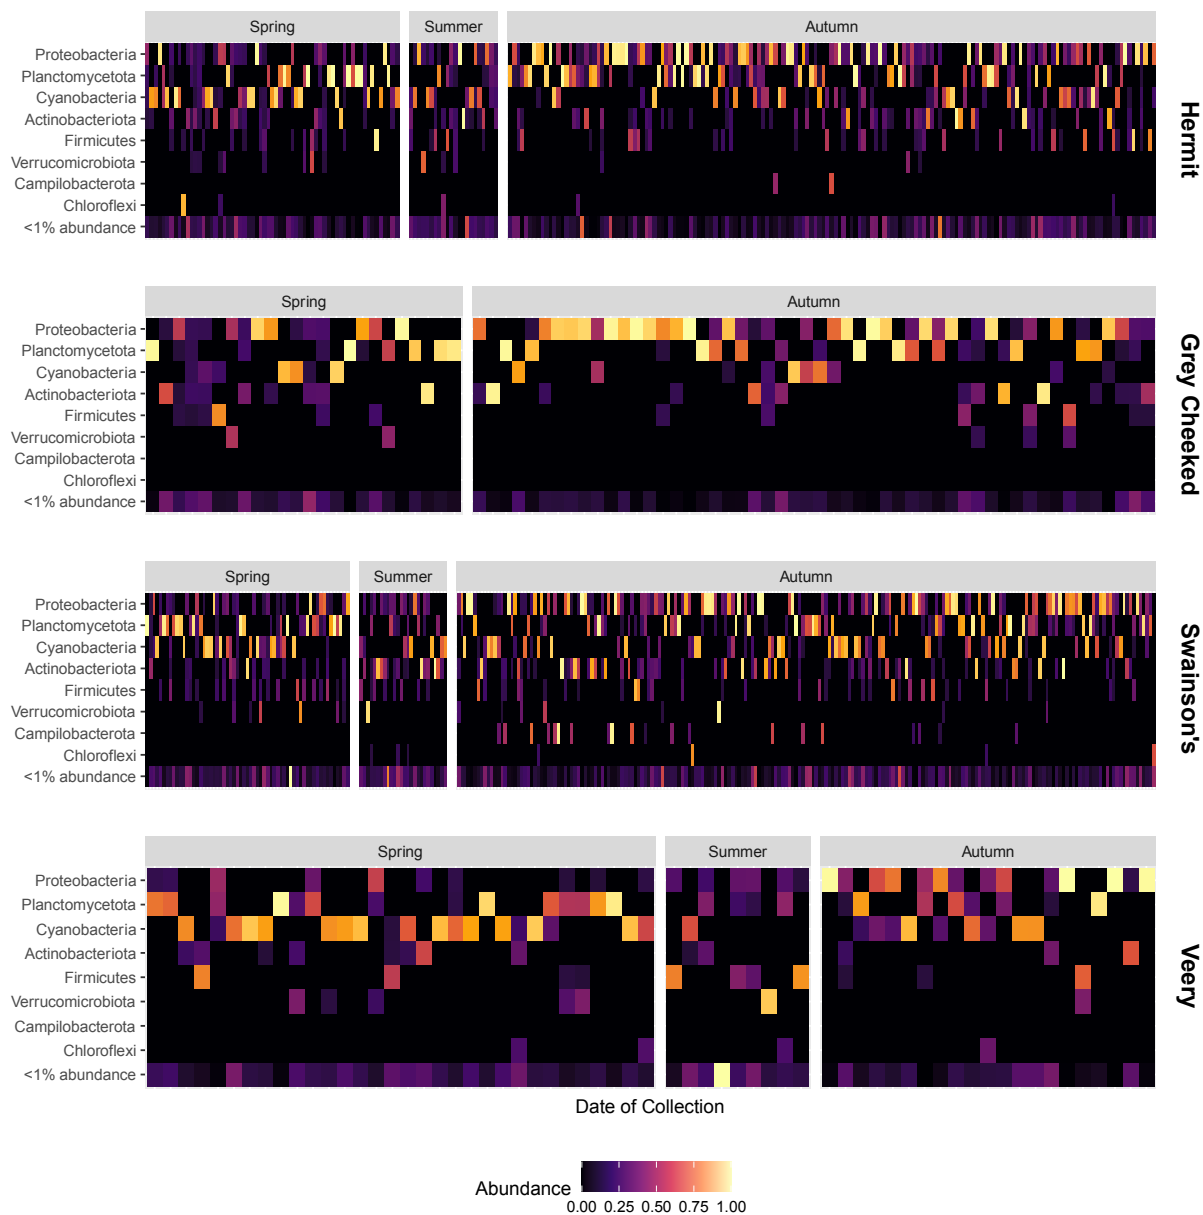 Spring Summer Autumn
Proteobacteria
Planctomycetota
Cyanobacteria
Actinobacteriota
Firmicutes
Verrucomicrobiota
Campilobacterota
Chloroflexi
<1% abundance
Hermit
Spring Autumn
Proteobacteria
Planctomycetota
Cyanobacteria
Actinobacteriota
Firmicutes
Verrucomicrobiota
Campilobacterota
Chloroflexi
<1% abundance
Grey Cheeked
Spring Summer Autumn
Proteobacteria
Planctomycetota
Cyanobacteria
Actinobacteriota
Firmicutes
Verrucomicrobiota
Campilobacterota
Chloroflexi
<1% abundance
Swainson's
Spring Summer Autumn
Proteobacteria
Planctomycetota
Cyanobacteria
Actinobacteriota
Firmicutes
Verrucomicrobiota
Campilobacterota
Chloroflexi
<1% abundance
Veery
Date of Collection
Abundance
0.00 0.25 0.50 0.75 1.00